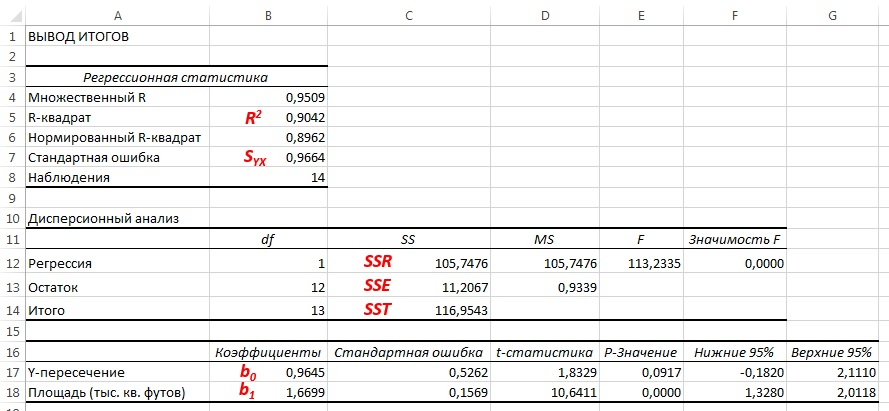 A B C D E F G
1 ВЫВОД ИТОГОВ
2
3 Регрессионная статистика
4 Множественный R 0,9509
5 R-квадрат R² 0,9042
6 Нормированный R-квадрат 0,8962
7 Стандартная ошибка SYX 0,9664
8 Наблюдения 14
9
10 Дисперсионный анализ
11 df SS MS F Значимость F
12 Регрессия 1 SSR 105,7476 105,7476 113,2335 0,0000
13 Остаток 12 SSE 11,2067 0,9339
14 Итого 13 SST 116,9543
15
16 Коэффициенты Стандартная ошибка t-статистика P-Значение Нижние 95% Верхние 95%
17 Y-пересечение b0 0,9645 0,5262 1,8329 0,0917 -0,1820 2,1110
18 Площадь (тыс. кв. футов) b1 1,6699 0,1569 10,6411 0,0000 1,3280 2,0118